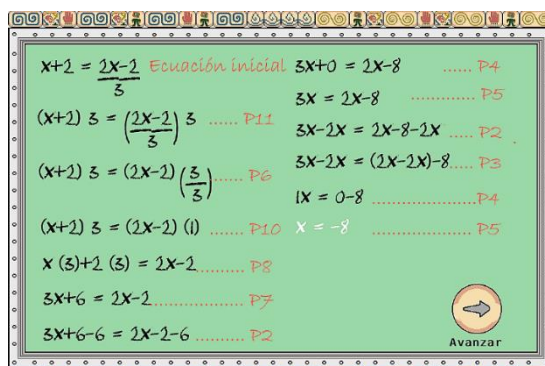 x+2 = 2x-2/3 Ecuación inicial
(x+2) 3 = (2x-2/3) 3 ...... P11
(x+2) 3 = (2x-2) (3/3) ...... P6
(x+2) 3 = (2x-2) (1) ....... P10
x (3)+2 (3) = 2x-2.......... P8
3x+6 = 2x-2................... P7
3x+6-6 = 2x-2-6 .......... P2
3x+0 = 2x-8 ...... P4
3x = 2x-8 ............. P5
3x-2x = 2x-8-2x ..... P2
3x-2x = (2x-2x)-8..... P3
1x = 0-8 .....................P4
x = -8 .................... P5
Avanzar